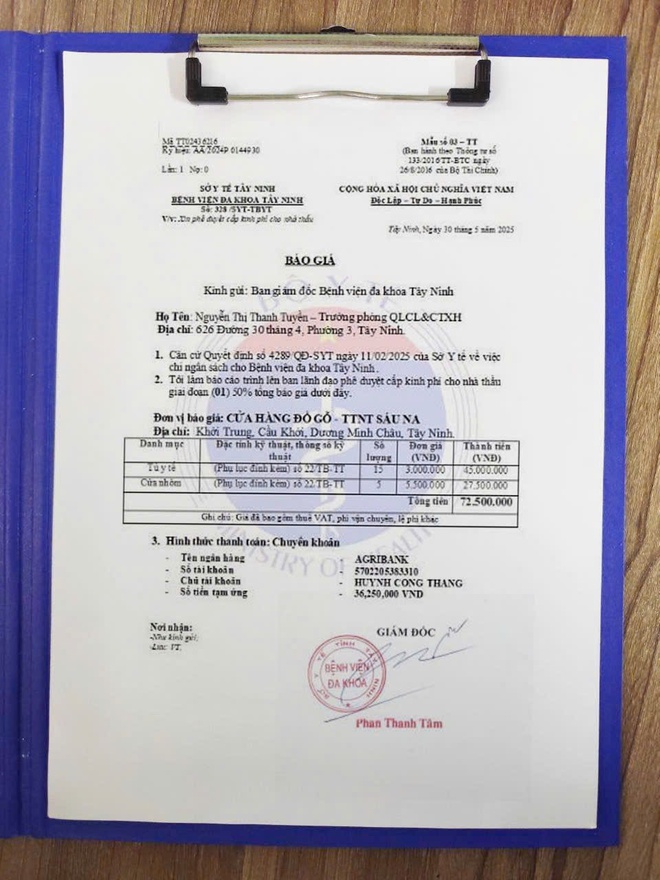 Mã TT02436216
Ký hiệu: AA/2024P 0144930
Lần: 1 Nợ: 0
Mẫu số 03 – TT
(Ban hành theo Thông tư số
133/2016/TT-BTC ngày
26/8/2016 của Bộ Tài Chính)
SỞ Y TẾ TÂY NINH
BỆNH VIỆN ĐA KHOA TÂY NINH
Số: 328 /SYT-TBYT
V/v: Xin phê duyệt cấp kinh phí cho nhà thầu
CỘNG HÒA XÃ HỘI CHỦ NGHĨA VIỆT NAM
Độc Lập – Tự Do – Hạnh Phúc
Tây Ninh, Ngày 30 tháng 5 năm 2025
BÁO GIÁ
Kính gửi: Ban giám đốc Bệnh viện đa khoa Tây Ninh
Họ Tên: Nguyễn Thị Thanh Tuyền – Trưởng phòng QLCL&CTXH
Địa chỉ: 626 Đường 30 tháng 4, Phường 3, Tây Ninh.
1. Căn cứ Quyết định số 4289/QĐ-SYT ngày 11/02/2025 của Sở Y tế về việc
chi ngân sách cho Bệnh viện đa khoa Tây Ninh.
2. Tôi làm báo cáo trình lên ban lãnh đạo phê duyệt cấp kinh phí cho nhà thầu
giai đoạn (01) 50% tổng báo giá dưới đây.
Đơn vị báo giá: CỬA HÀNG ĐỒ GỖ - TTNT SÁU NA
Địa chỉ: Khởi Trung, Cầu Khởi, Dương Minh Châu, Tây Ninh.
Danh mục Đặc tính kỹ thuật, thông số kỹ thuật Số lượng Đơn giá (VNĐ) Thành tiền (VNĐ)
Tủ y tế (Phụ lục đính kèm) số 22/TB-TT 15 3.000.000 45.000.000
Cửa nhôm (Phụ lục đính kèm) số 22/TB-TT 5 5.500.000 27.500.000
Tổng tiền 72.500.000
Ghi chú: Giá đã bao gồm thuế VAT, phí vận chuyển, lệ phí khác
3. Hình thức thanh toán: Chuyển khoản
- Tên ngân hàng - AGRIBANK
- Số tài khoản - 5702205383310
- Chủ tài khoản - HUYNH CONG THANG
- Số tiền tạm ứng - 36,250,000 VND
Nơi nhận:
-Như kính gửi;
-Lưu: VT.
GIÁM ĐỐC
SỞ Y TẾ TỈNH TÂY NINH
BỆNH VIỆN
ĐA KHOA
Phan Thanh Tâm
BỘ Y TẾ
MINISTRY OF HEALTH